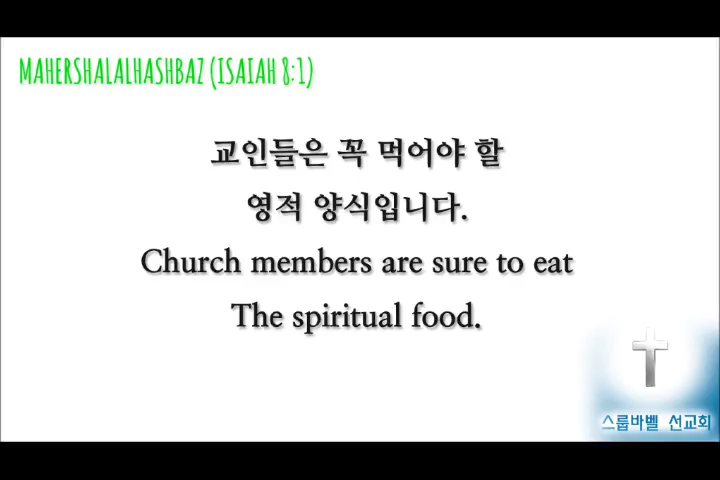 MAHERSHALALHASHBAZ (ISAIAH 8:1)
교인들은 꼭 먹어야 할
영적 양식입니다.
Church members are sure to eat
The spiritual food.
스룹바벨 선교회